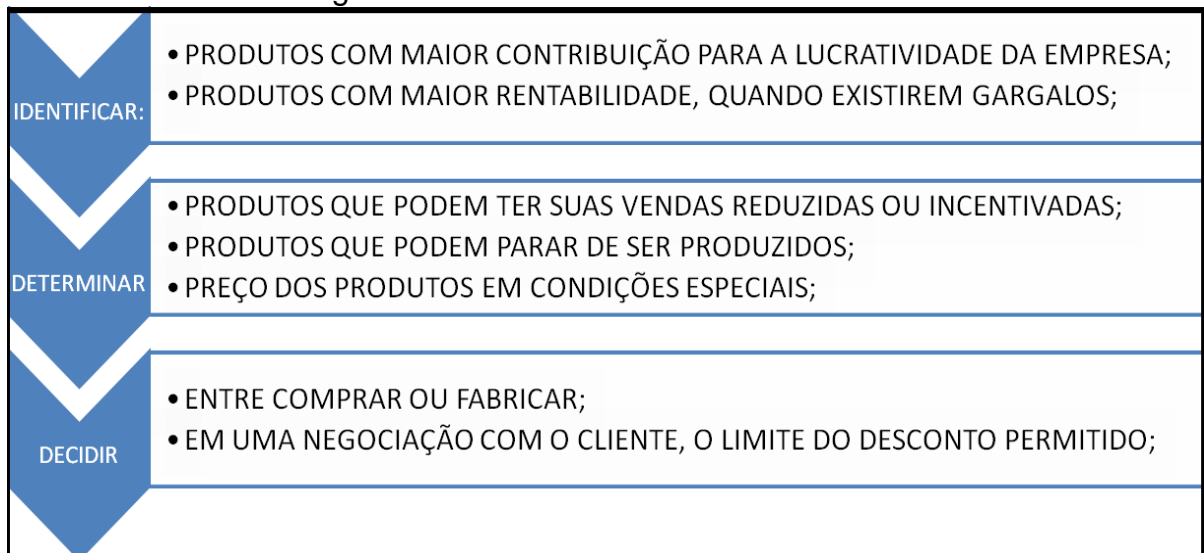 IDENTIFICAR:
• PRODUTOS COM MAIOR CONTRIBUIÇÃO PARA A LUCRATIVIDADE DA EMPRESA;
• PRODUTOS COM MAIOR RENTABILIDADE, QUANDO EXISTIREM GARGALOS;
DETERMINAR
• PRODUTOS QUE PODEM TER SUAS VENDAS REDUZIDAS OU INCENTIVADAS;
• PRODUTOS QUE PODEM PARAR DE SER PRODUZIDOS;
• PREÇO DOS PRODUTOS EM CONDIÇÕES ESPECIAIS;
DECIDIR
• ENTRE COMPRAR OU FABRICAR;
• EM UMA NEGOCIAÇÃO COM O CLIENTE, O LIMITE DO DESCONTO PERMITIDO;